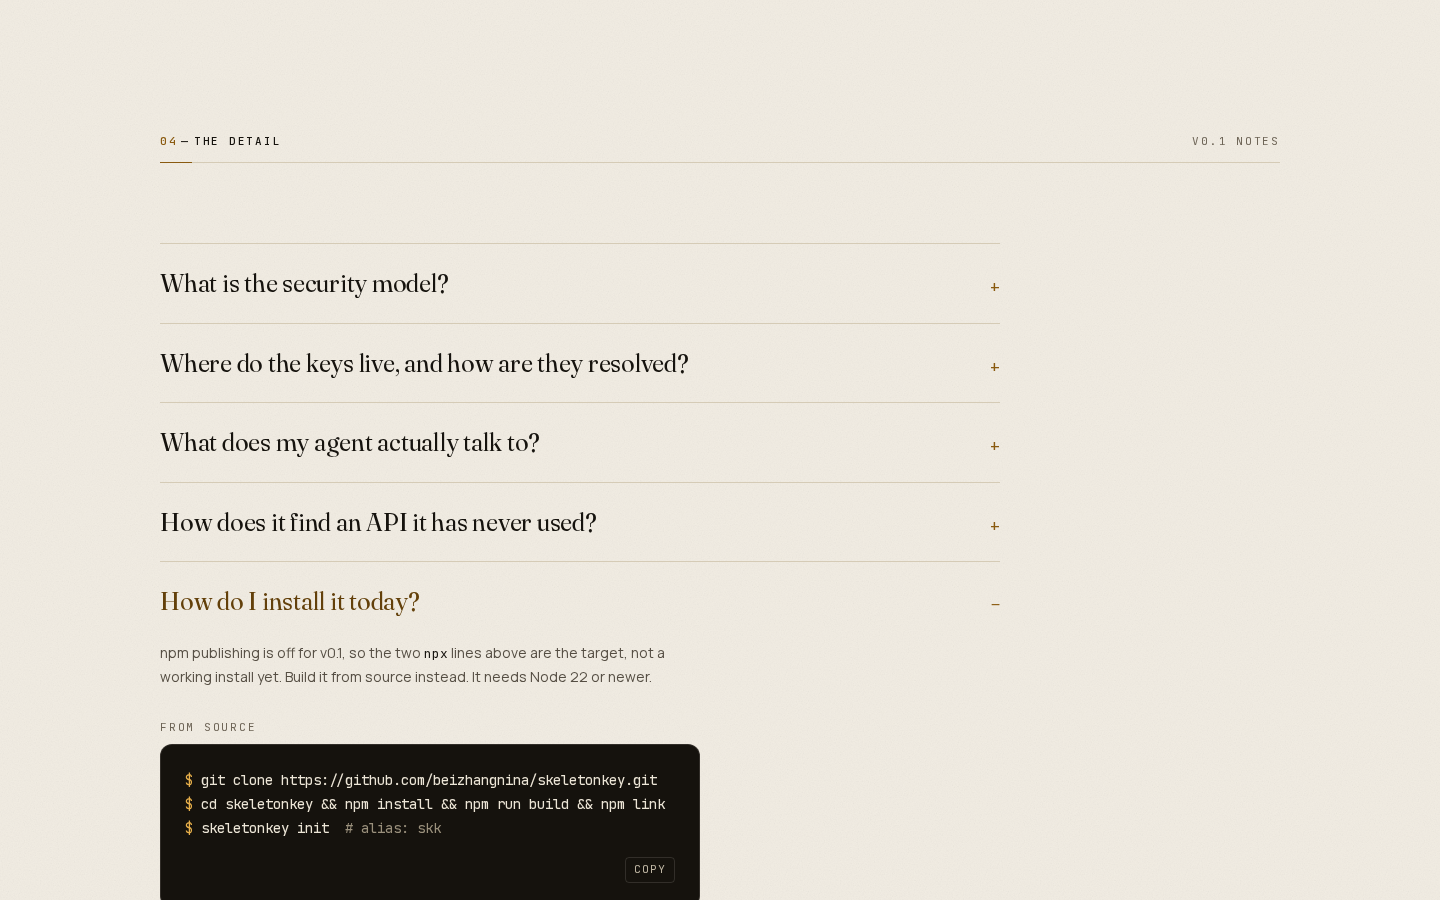 04 — THE DETAIL
V0.1 NOTES
What is the security model?
+
Where do the keys live, and how are they resolved?
+
What does my agent actually talk to?
+
How does it find an API it has never used?
+
How do I install it today?
−
npm publishing is off for v0.1, so the two npx lines above are the target, not a
working install yet. Build it from source instead. It needs Node 22 or newer.
FROM SOURCE
$ git clone https://github.com/beizhangnina/skeletonkey.git
$ cd skeletonkey && npm install && npm run build && npm link
$ skeletonkey init # alias: skk
COPY